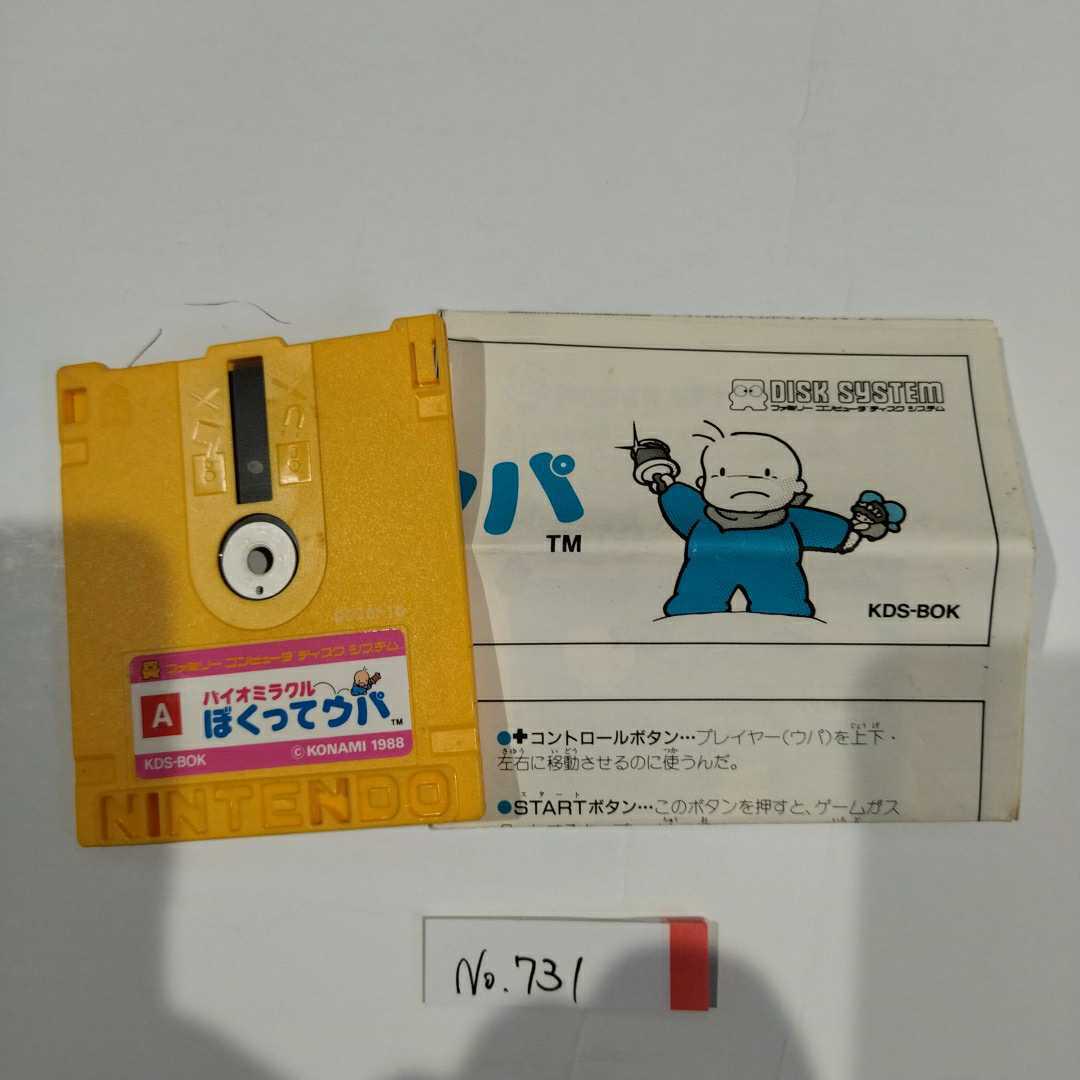 ファミリー コンピュータ ディスク システム
A
バイオミラクル
ぼくってウパ TM
© KONAMI 1988
KDS-BOK
NINTENDO
DISK SYSTEM
ファミリー コンピュータ ディスク システム
ウパ
TM
KDS-BOK
●✚コントロールボタン…プレイヤー(ウパ)を上下・
左右に移動させるのに使うんだ。
●STARTボタン…このボタンを押すと、ゲームがス
No.731